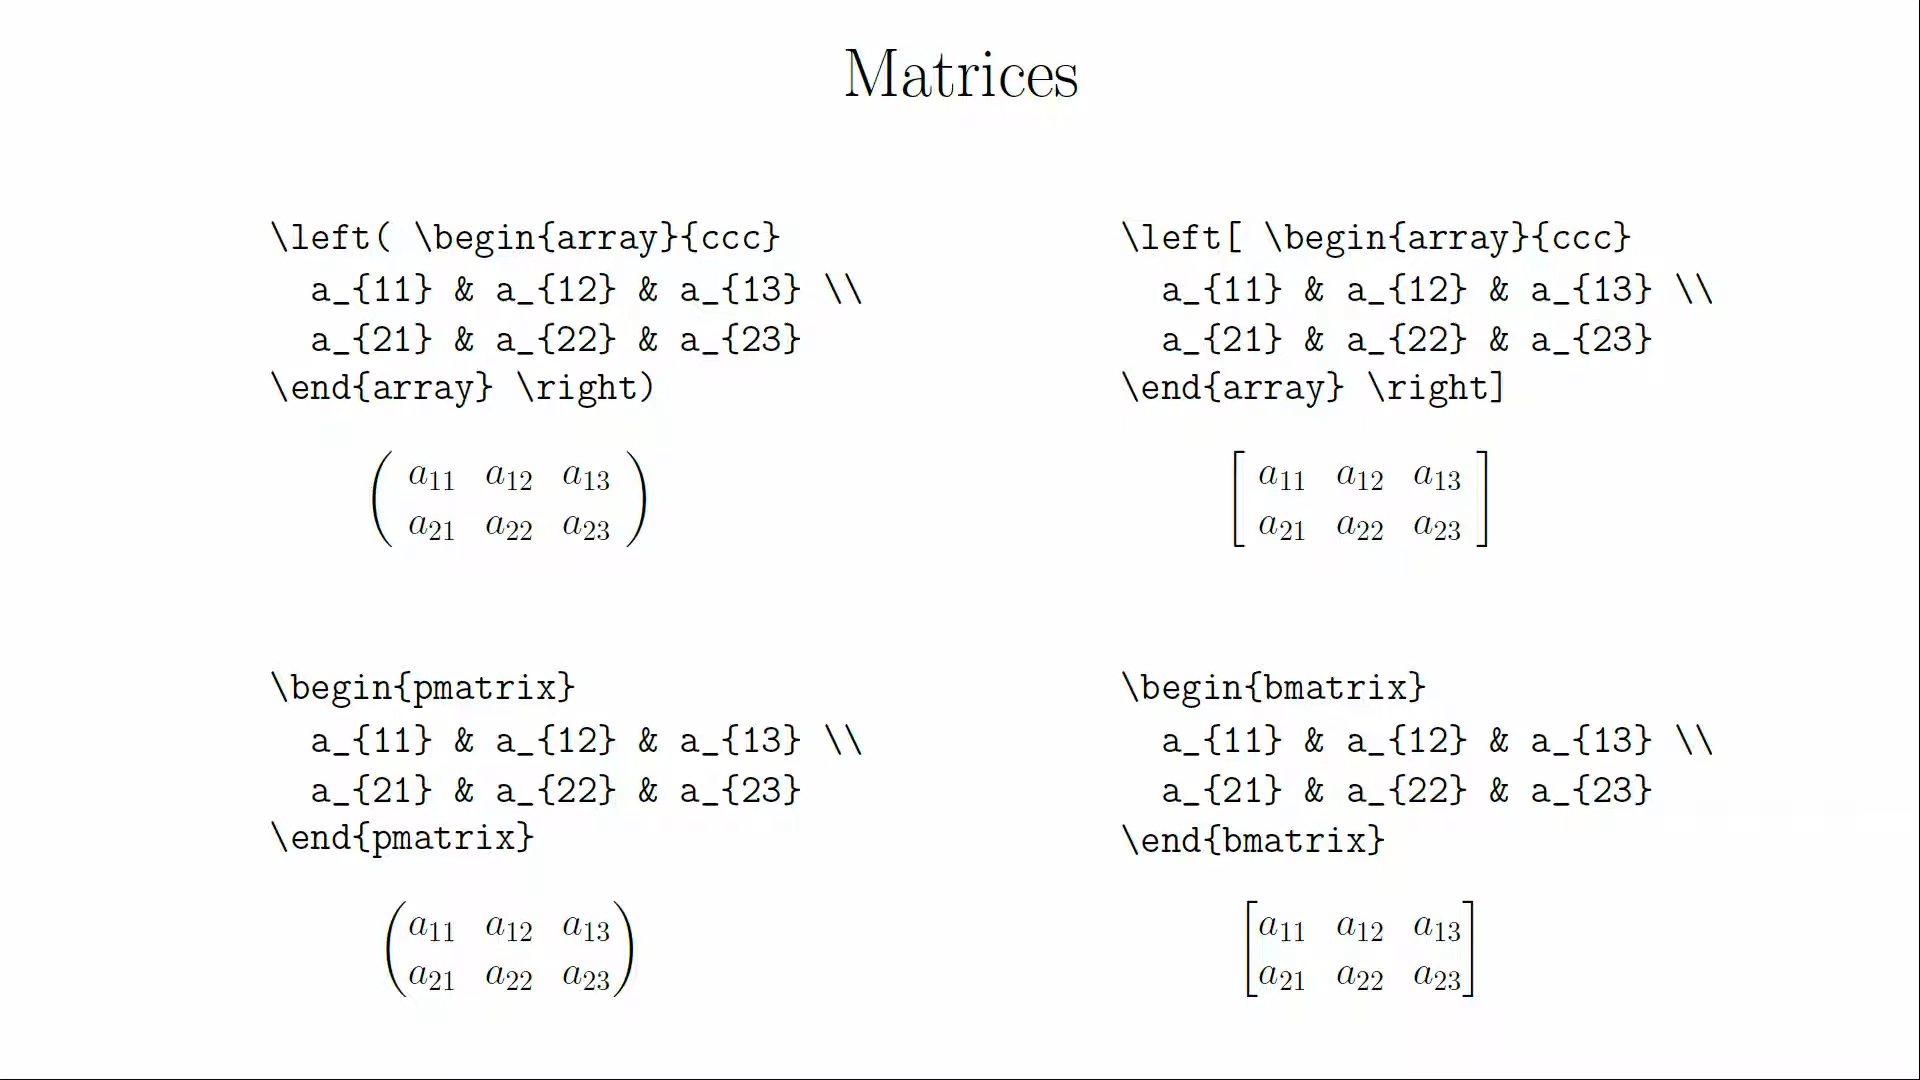 Matrices
\left( \begin{array}{ccc}
a_{11} & a_{12} & a_{13} \\
a_{21} & a_{22} & a_{23}
\end{array} \right)
a11 a12 a13
a21 a22 a23
\left[ \begin{array}{ccc}
a_{11} & a_{12} & a_{13} \\
a_{21} & a_{22} & a_{23}
\end{array} \right]
a11 a12 a13
a21 a22 a23
\begin{pmatrix}
a_{11} & a_{12} & a_{13} \\
a_{21} & a_{22} & a_{23}
\end{pmatrix}
a11 a12 a13
a21 a22 a23
\begin{bmatrix}
a_{11} & a_{12} & a_{13} \\
a_{21} & a_{22} & a_{23}
\end{bmatrix}
a11 a12 a13
a21 a22 a23